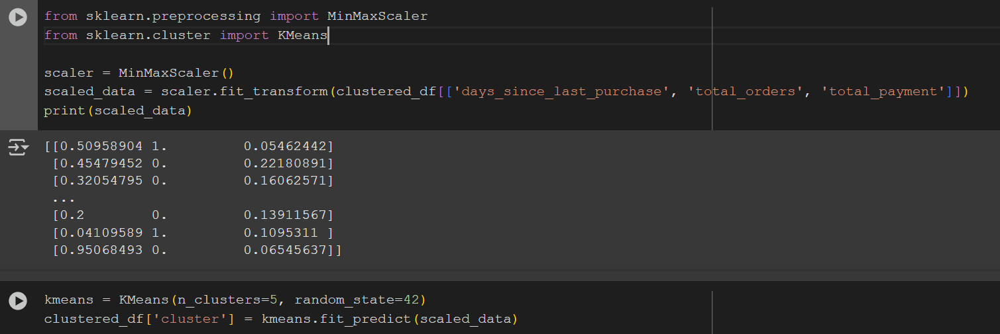 from sklearn.preprocessing import MinMaxScaler
from sklearn.cluster import KMeans
scaler = MinMaxScaler()
scaled_data = scaler.fit_transform(clustered_df[['days_since_last_purchase', 'total_orders', 'total_payment']])
print(scaled_data)
[[0.50958904 1.         0.05462442]
 [0.45479452 0.         0.22180891]
 [0.32054795 0.         0.16062571]
 ...
 [0.2        0.         0.13911567]
 [0.04109589 1.         0.1095311 ]
 [0.95068493 0.         0.06545637]]
kmeans = KMeans(n_clusters=5, random_state=42)
clustered_df['cluster'] = kmeans.fit_predict(scaled_data)